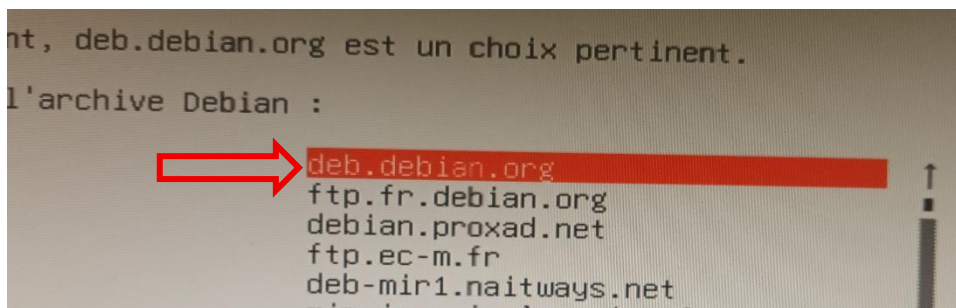 nt, deb.debian.org est un choix pertinent.
l'archive Debian :
deb.debian.org
ftp.fr.debian.org
debian.proxad.net
ftp.ec-m.fr
deb-mir1.naitways.net